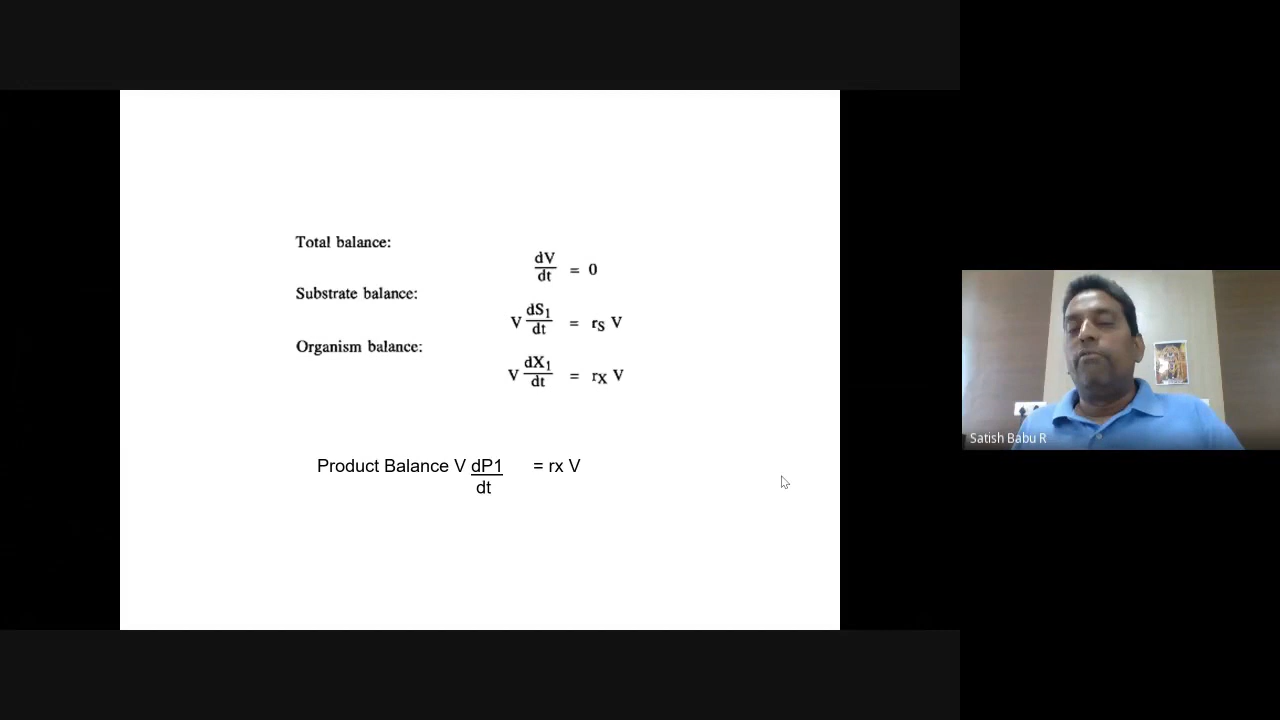 Total balance:
dV
dt = 0
Substrate balance:
V dS1
dt = rS V
Organism balance:
V dX1
dt = rX V
Product Balance V dP1 = rx V
dt
Satish Babu R